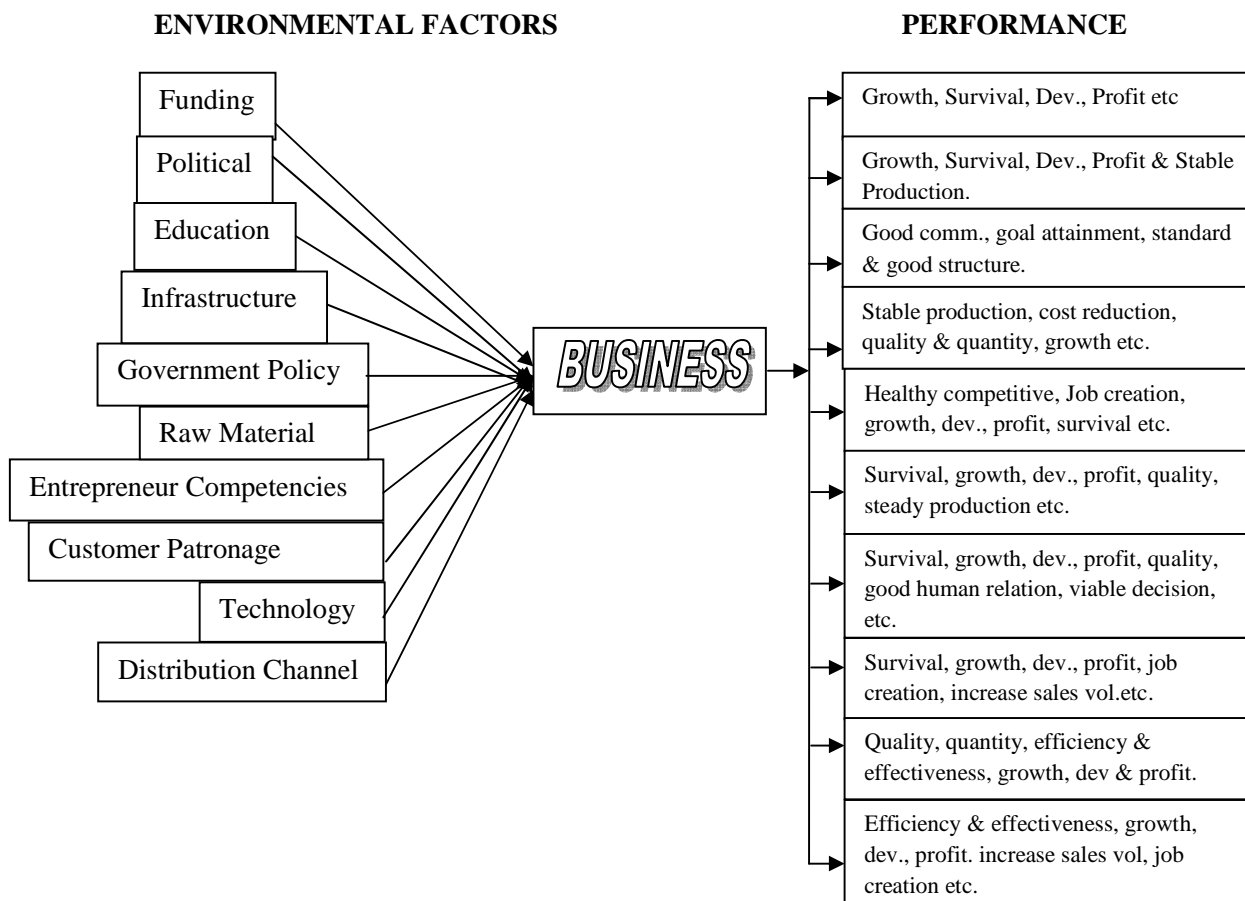 ENVIRONMENTAL FACTORS
Funding
Political
Education
Infrastructure
Government Policy
Raw Material
Entrepreneur Competencies
Customer Patronage
Technology
Distribution Channel
BUSINESS
PERFORMANCE
Growth, Survival, Dev., Profit etc
Growth, Survival, Dev., Profit & Stable
Production.
Good comm., goal attainment, standard
& good structure.
Stable production, cost reduction,
quality & quantity, growth etc.
Healthy competitive, Job creation,
growth, dev., profit, survival etc.
Survival, growth, dev., profit, quality,
steady production etc.
Survival, growth, dev., profit, quality,
good human relation, viable decision,
etc.
Survival, growth, dev., profit, job
creation, increase sales vol.etc.
Quality, quantity, efficiency &
effectiveness, growth, dev & profit.
Efficiency & effectiveness, growth,
dev., profit. increase sales vol, job
creation etc.